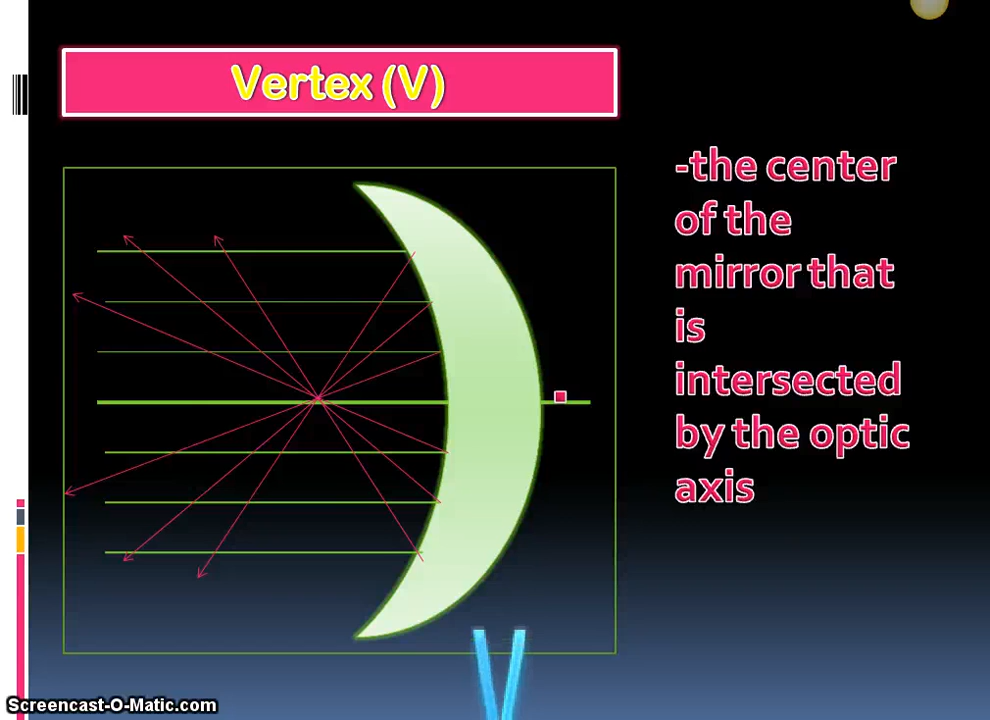 Vertex (V)
-the center
of the
mirror that
is
intersected
by the optic
axis
V
Screencast-O-Matic.com